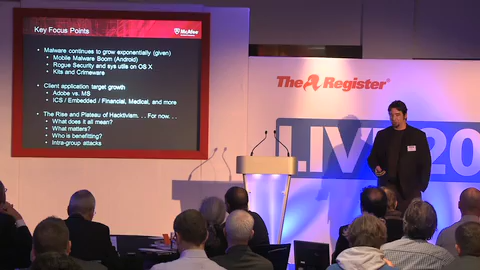 Key Focus Points
McAfee
Malware continues to grow exponentially (given)
Mobile Malware Boom (Android)
Rogue Security and sys utils on OS X
Kits and Crimeware
Client application target growth
Adobe vs. MS
ICS / Embedded / Financial, Medical, and more
The Rise and Plateau of Hacktivism. . . For now. . .
What does it all mean?
What matters?
Who is benefitting?
Intra-group attacks
The Register®
LIVE 20